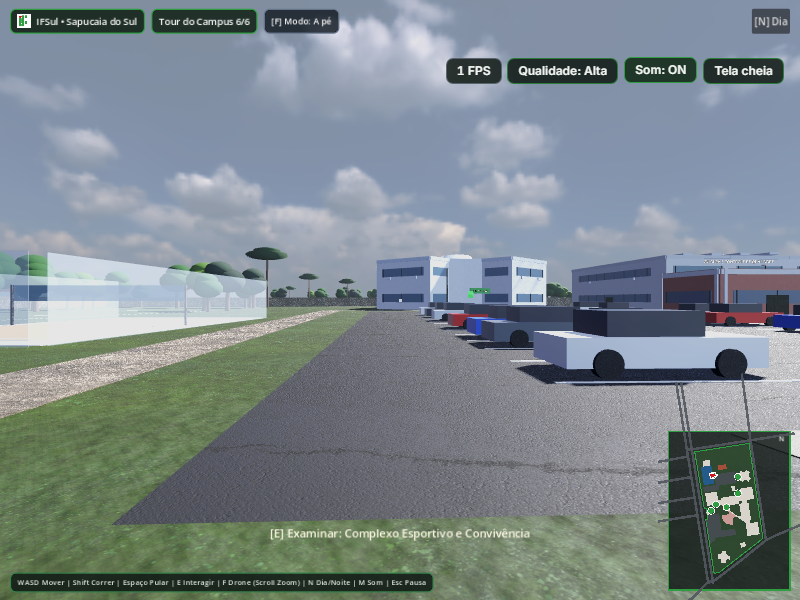 IFSul • Sapucaia do Sul
Tour do Campus 6/6
[F] Modo: A pé
[N] Dia
1 FPS
Qualidade: Alta
Som: ON
Tela cheia
N
[E] Examinar: Complexo Esportivo e Convivência
WASD Mover | Shift Correr | Espaço Pular | E Interagir | F Drone (Scroll Zoom) | N Dia/Noite | M Som | Esc Pausa